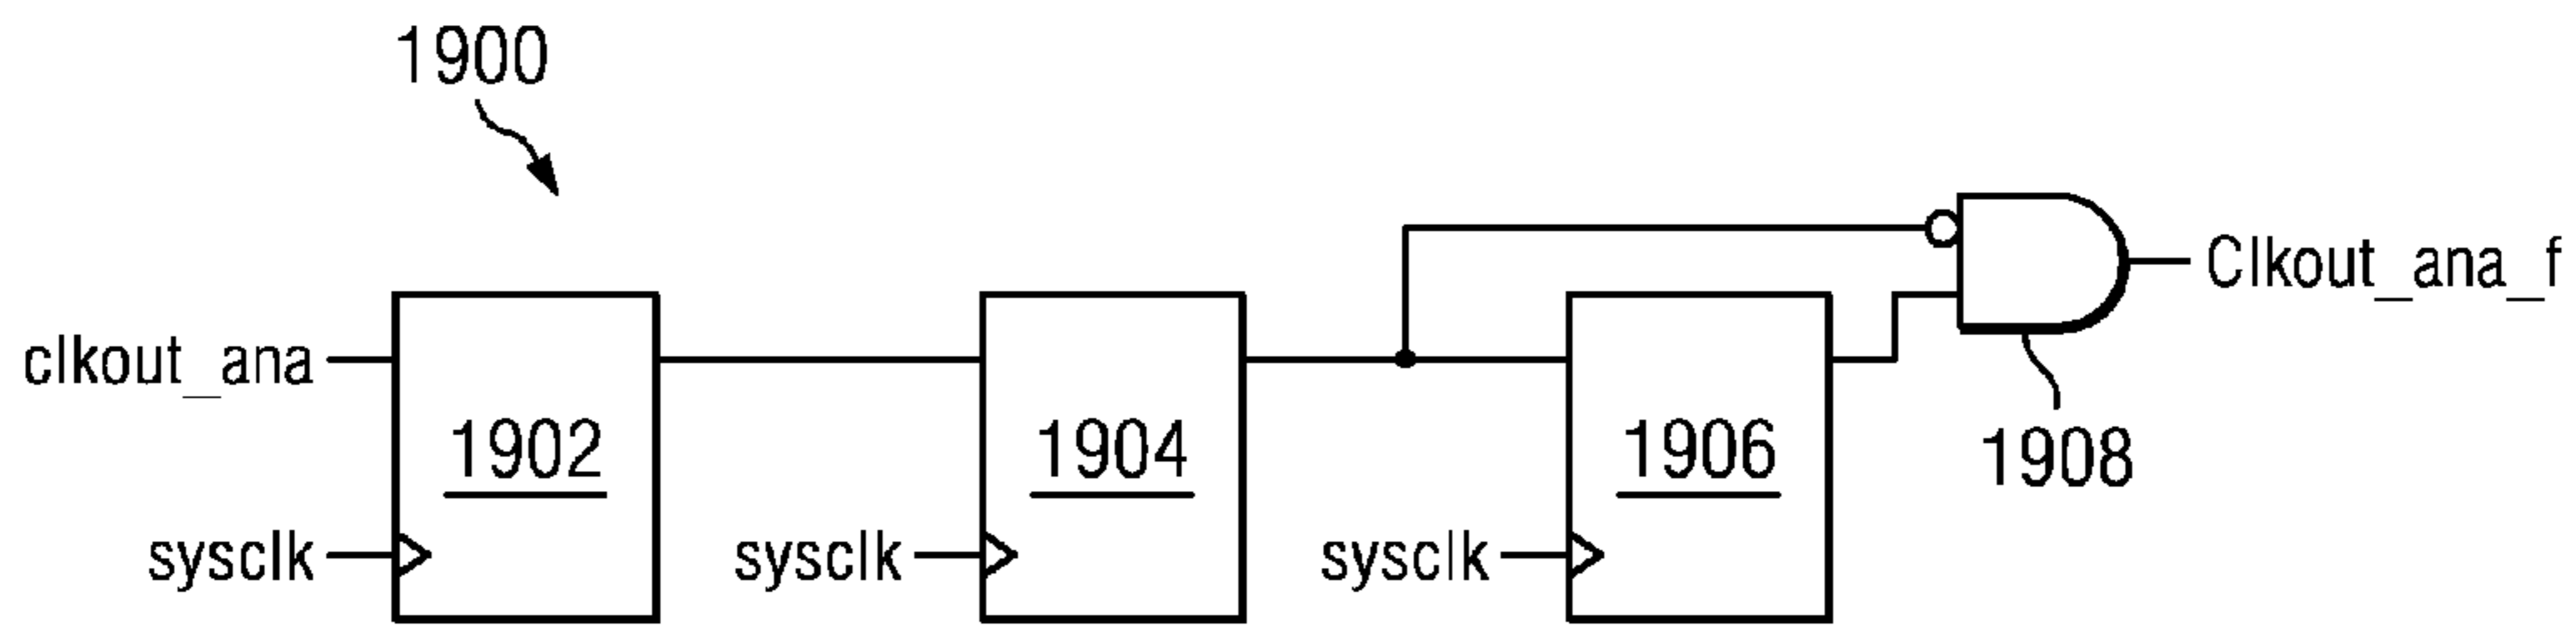 1900
Clkout_ana_f
clkout_ana
1902
1904
1906
1908
sysclk
sysclk
sysclk